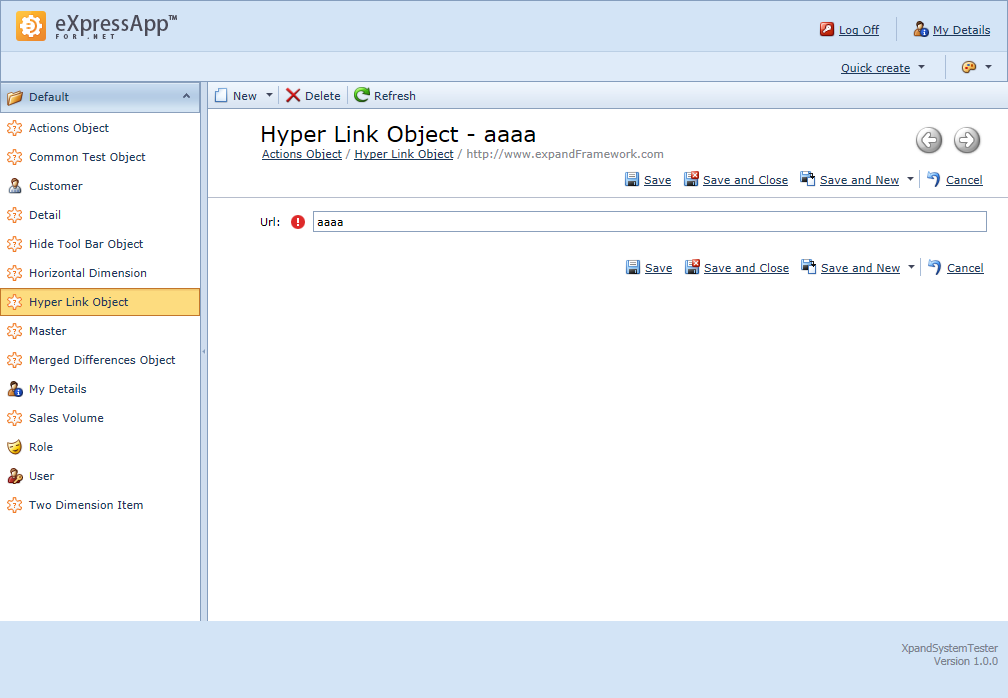 eXpressApp™
FOR .NET
Log Off
My Details
Quick create
Default
New
Delete
Refresh
Actions Object
Common Test Object
Customer
Detail
Hide Tool Bar Object
Horizontal Dimension
Hyper Link Object
Master
Merged Differences Object
My Details
Sales Volume
Role
User
Two Dimension Item
Hyper Link Object - aaaa
Actions Object / Hyper Link Object / http://www.expandFramework.com
Save
Save and Close
Save and New
Cancel
Url:
aaaa
Save
Save and Close
Save and New
Cancel
XpandSystemTester
Version 1.0.0